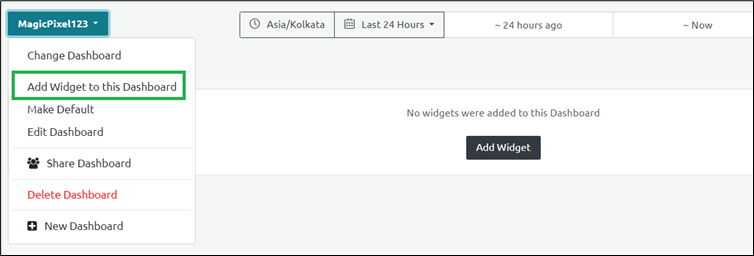 MagicPixel123
Asia/Kolkata
Last 24 Hours
~ 24 hours ago
~ Now
Change Dashboard
Add Widget to this Dashboard
Make Default
Edit Dashboard
Share Dashboard
Delete Dashboard
New Dashboard
No widgets were added to this Dashboard
Add Widget